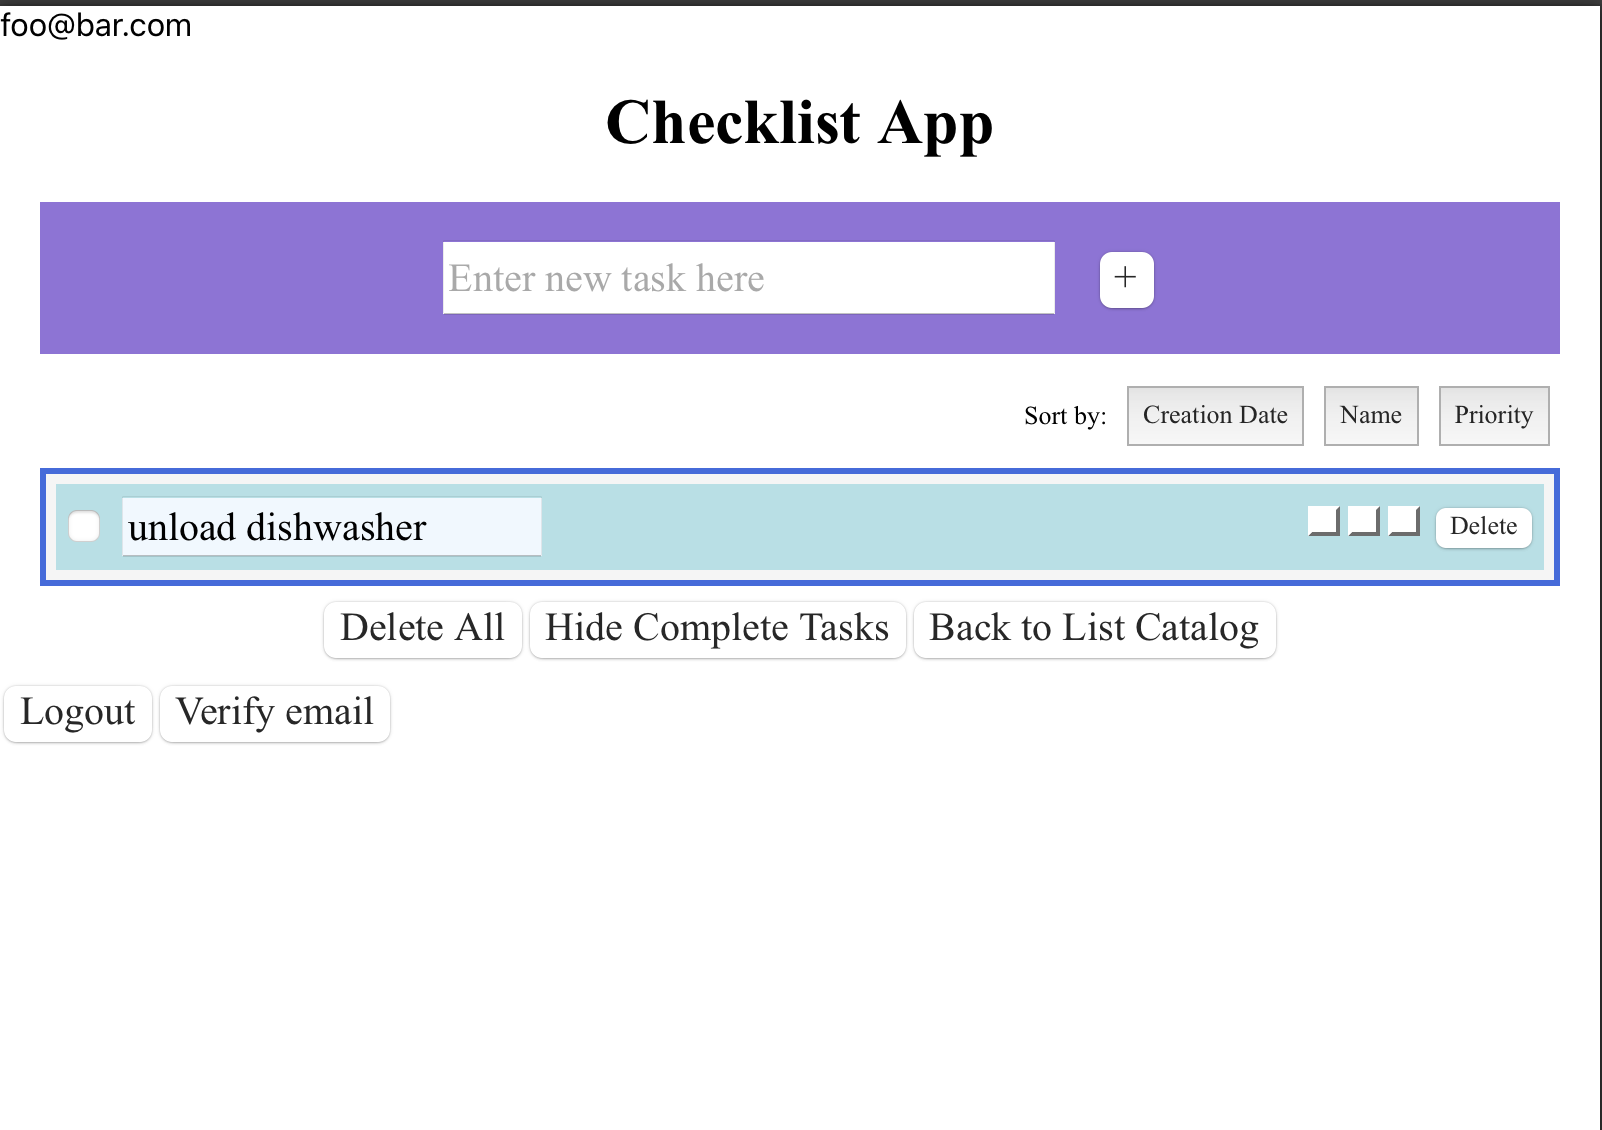 foo@bar.com
Checklist App
Enter new task here +
Sort by: Creation Date Name Priority
unload dishwasher Delete
Delete All Hide Complete Tasks Back to List Catalog
Logout Verify email